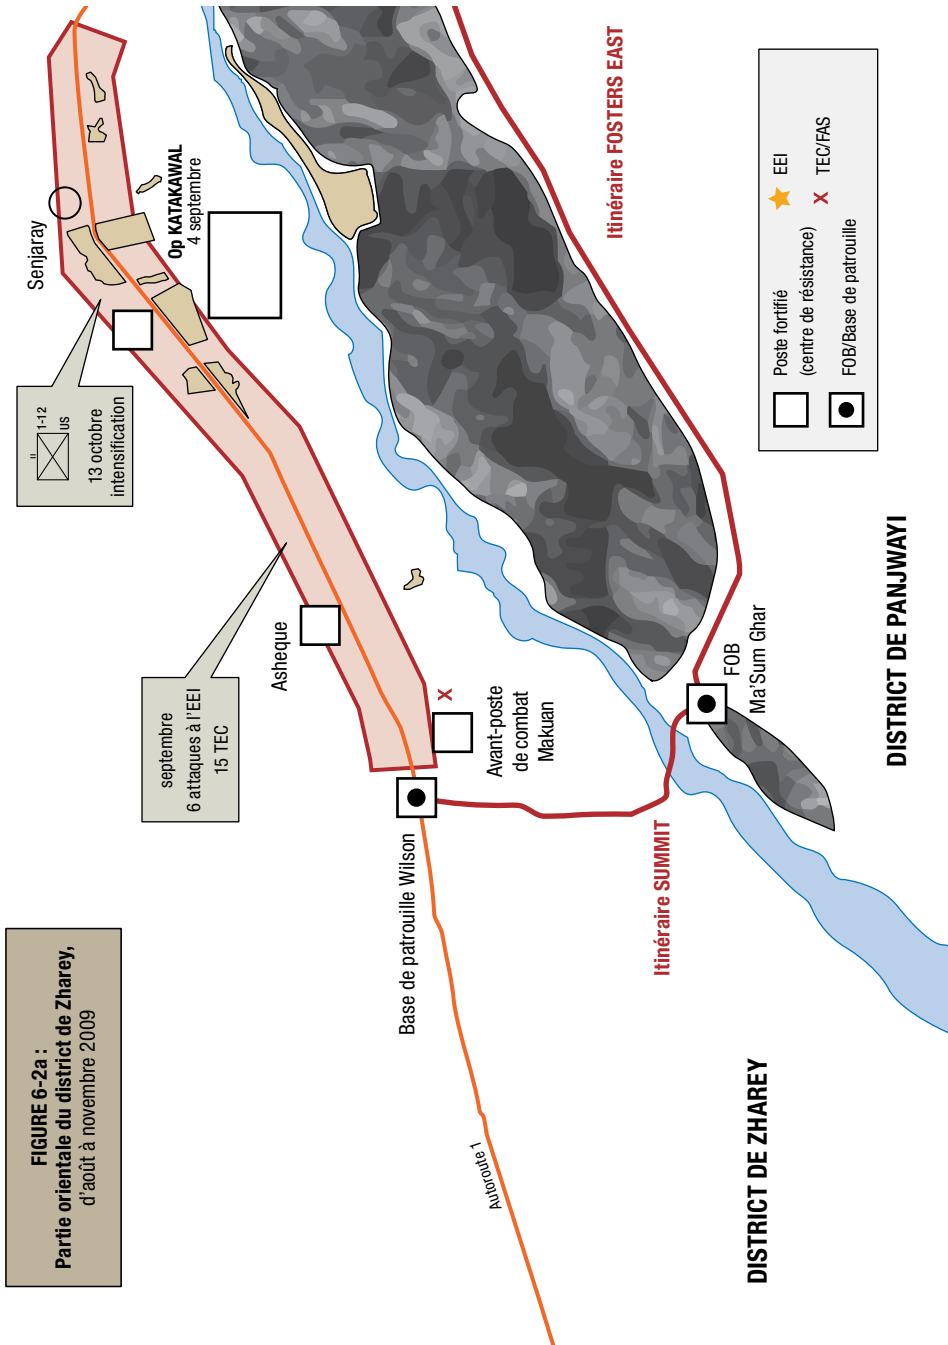 FIGURE 6-2a :
Partie orientale du district de Zharey,
d'août à novembre 2009
septembre
6 attaques à l'EEI
15 TEC
"
1-12
US
13 octobre
intensification
Senjaray
Op KATAKAWAL
4 septembre
Asheque
X
Avant-poste
de combat
Makuan
Base de patrouille Wilson
Autoroute 1
Itinéraire SUMMIT
FOB
Ma'Sum Ghar
Itinéraire FOSTERS EAST
DISTRICT DE ZHAREY
DISTRICT DE PANJWAYI
Poste fortifié
(centre de résistance)
FOB/Base de patrouille
EEI
X TEC/FAS